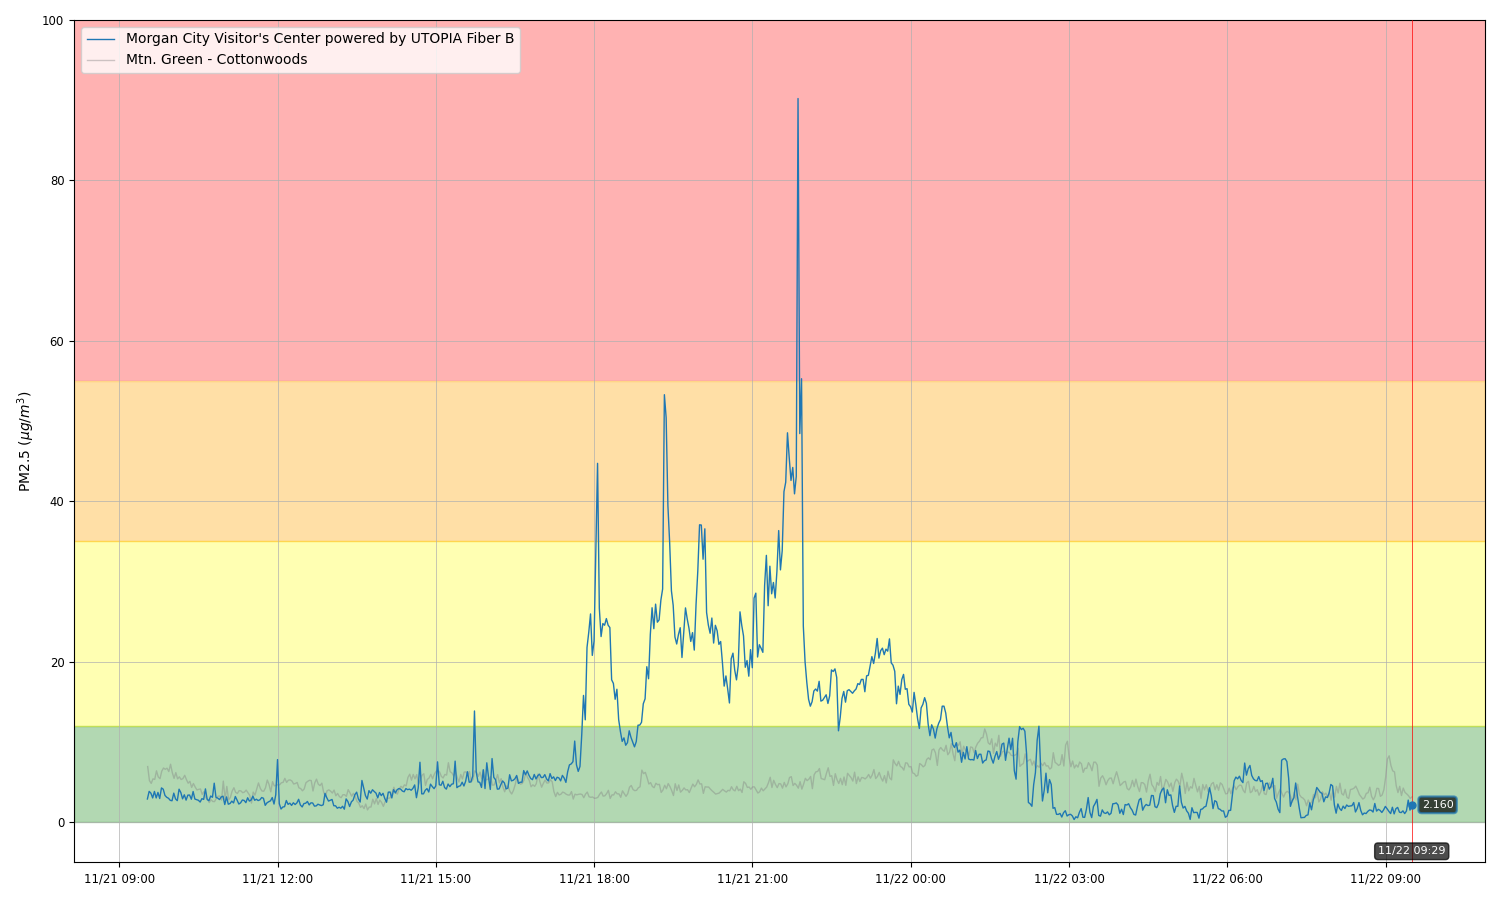 100
Morgan City Visitor's Center powered by UTOPIA Fiber B
Mtn. Green - Cottonwoods
80
60
PM2.5 (μg/m³)
40
20
2.160
0
11/22 09:29
11/21 09:00 11/21 12:00 11/21 15:00 11/21 18:00 11/21 21:00 11/22 00:00 11/22 03:00 11/22 06:00 11/22 09:00